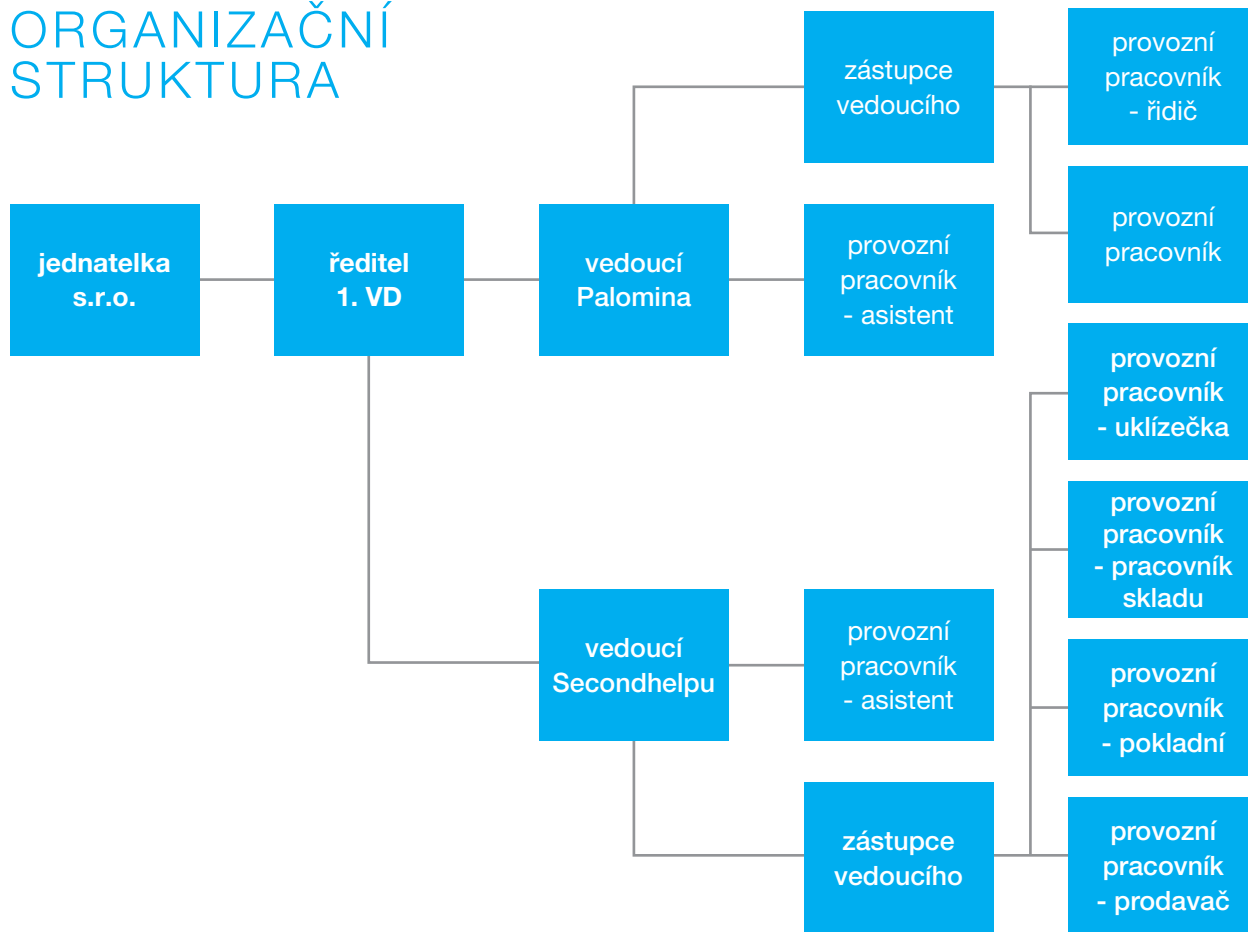 ORGANIZAČNÍ
STRUKTURA
jednatelka
s.r.o.
ředitel
1. VD
vedoucí
Palomina
zástupce
vedoucího
provozní
pracovník
- řidič
provozní
pracovník
provozní
pracovník
- asistent
vedoucí
Secondhelpu
provozní
pracovník
- asistent
zástupce
vedoucího
provozní
pracovník
- uklízečka
provozní
pracovník
- pracovník
skladu
provozní
pracovník
- pokladní
provozní
pracovník
- prodavač